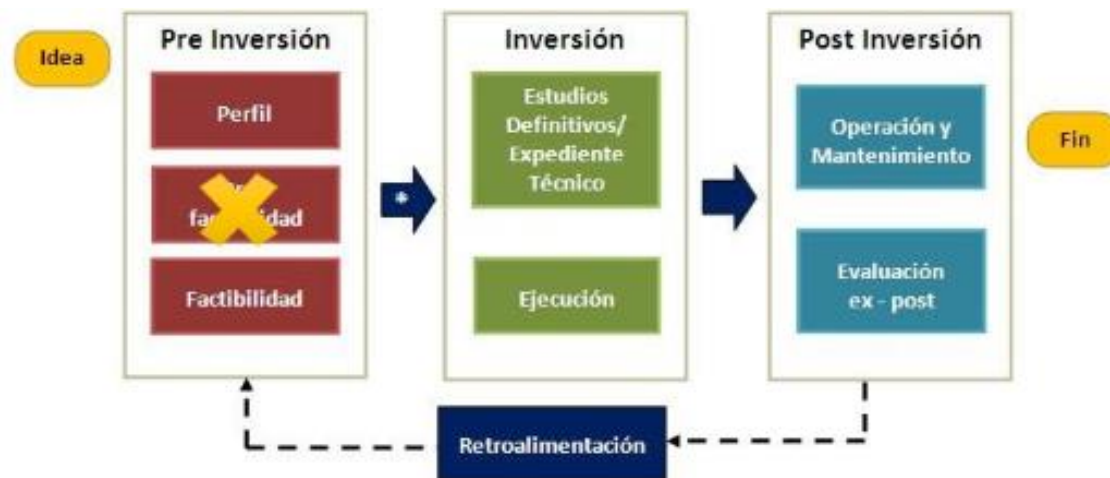 Idea
Pre Inversión
Perfil
factibilidad
Factibilidad
*
Inversión
Estudios
Definitivos/
Expediente
Técnico
Ejecución
Post Inversión
Operación y
Mantenimiento
Evaluación
ex - post
Fin
Retroalimentación